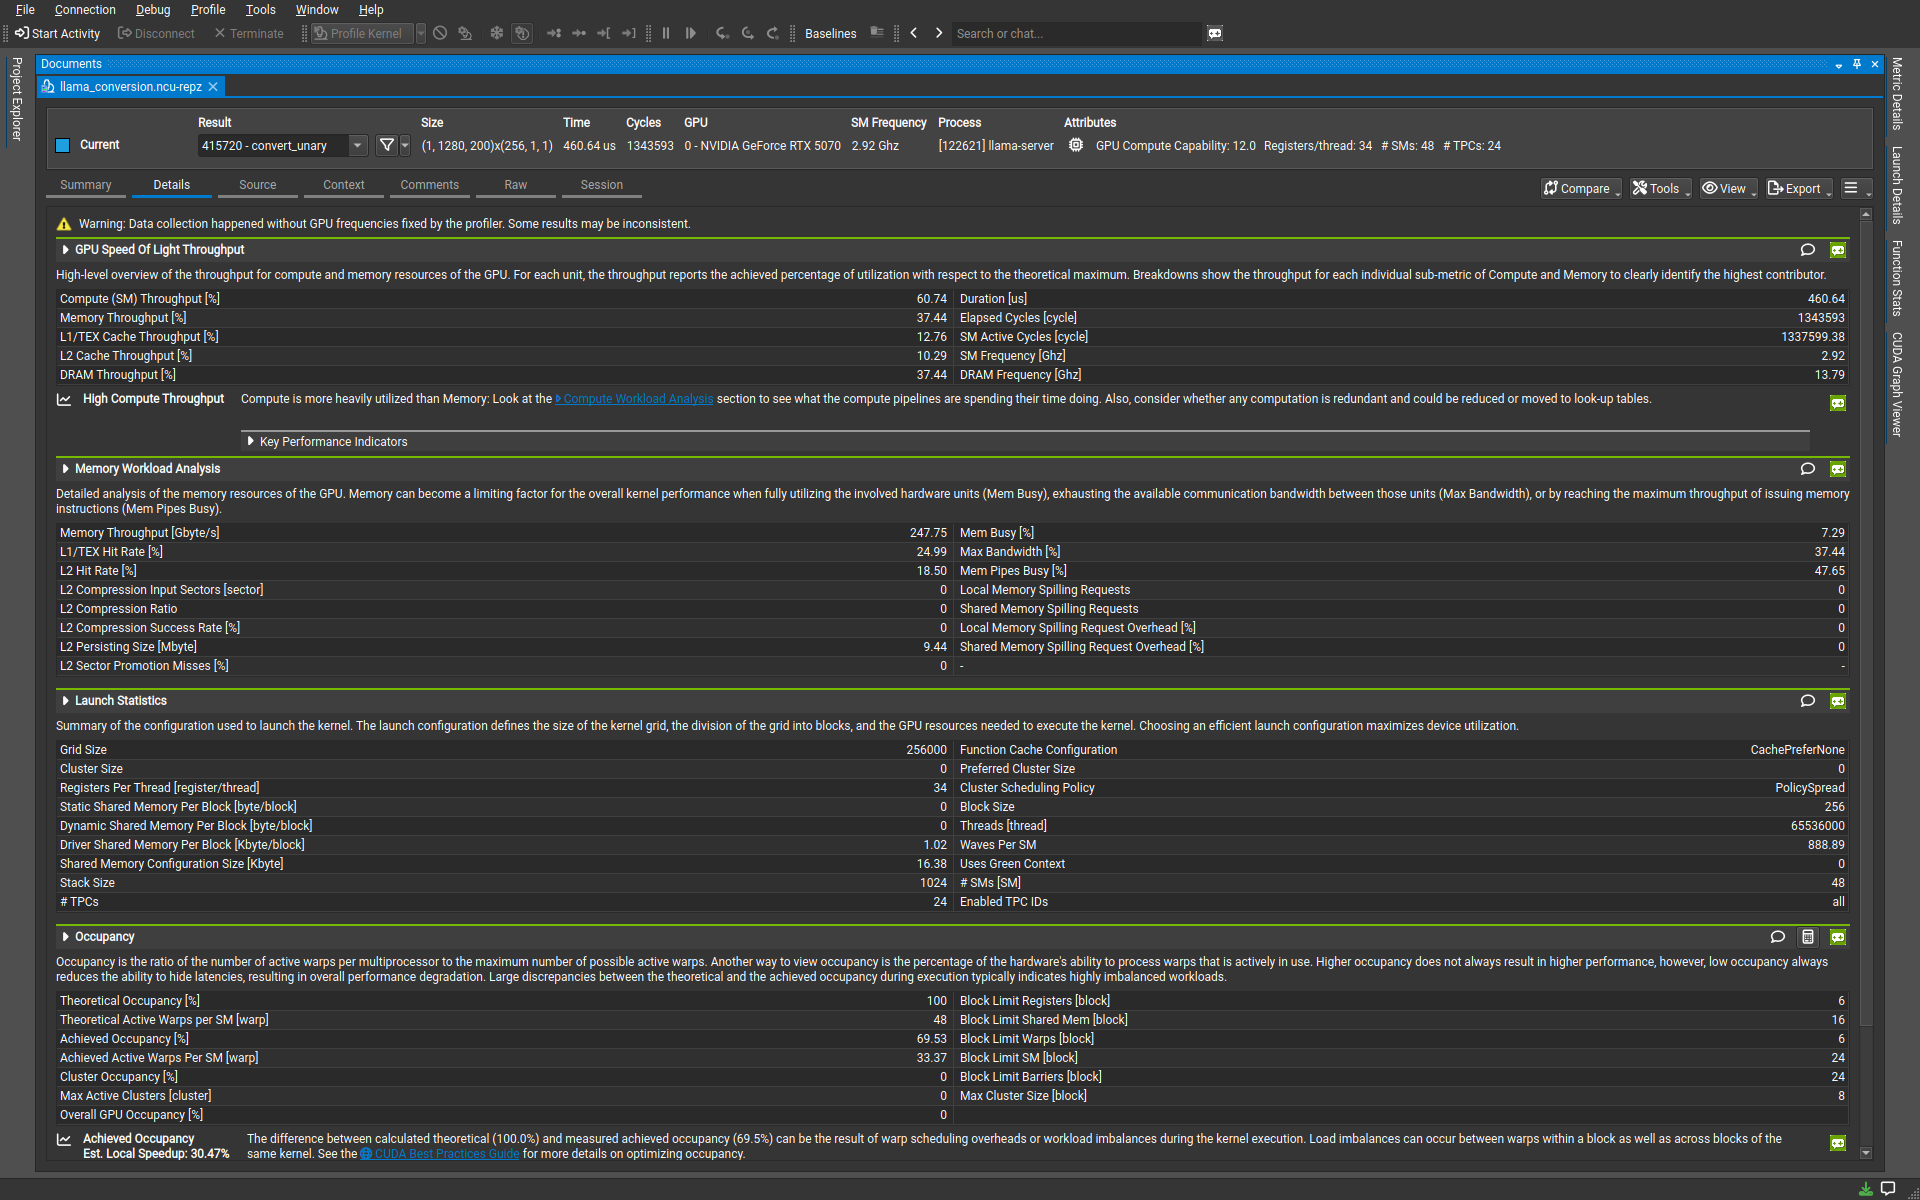 File Connection Debug Profile Tools Window Help
Start Activity Disconnect Terminate Profile Kernel Baselines Search or chat...
Project Explorer
Documents
llama_conversion.ncu-repz
Result Size Time Cycles GPU SM Frequency Process Attributes
Current 415720 - convert_unary (1, 1280, 200)x(256, 1, 1) 460.64 us 1343593 0 - NVIDIA GeForce RTX 5070 2.92 Ghz [122621] llama-server GPU Compute Capability: 12.0 Registers/thread: 34 # SMs: 48 # TPCs: 24
Summary Details Source Context Comments Raw Session Compare Tools View Export
Warning: Data collection happened without GPU frequencies fixed by the profiler. Some results may be inconsistent.
GPU Speed Of Light Throughput
High-level overview of the throughput for compute and memory resources of the GPU. For each unit, the throughput reports the achieved percentage of utilization with respect to the theoretical maximum. Breakdowns show the throughput for each individual sub-metric of Compute and Memory to clearly identify the highest contributor.
Compute (SM) Throughput [%] 60.74 Duration [us] 460.64
Memory Throughput [%] 37.44 Elapsed Cycles [cycle] 1343593
L1/TEX Cache Throughput [%] 12.76 SM Active Cycles [cycle] 1337599.38
L2 Cache Throughput [%] 10.29 SM Frequency [Ghz] 2.92
DRAM Throughput [%] 37.44 DRAM Frequency [Ghz] 13.79
High Compute Throughput Compute is more heavily utilized than Memory: Look at the Compute Workload Analysis section to see what the compute pipelines are spending their time doing. Also, consider whether any computation is redundant and could be reduced or moved to look-up tables.
Key Performance Indicators
Memory Workload Analysis
Detailed analysis of the memory resources of the GPU. Memory can become a limiting factor for the overall kernel performance when fully utilizing the involved hardware units (Mem Busy), exhausting the available communication bandwidth between those units (Max Bandwidth), or by reaching the maximum throughput of issuing memory
instructions (Mem Pipes Busy).
Memory Throughput [Gbyte/s] 247.75 Mem Busy [%] 7.29
L1/TEX Hit Rate [%] 24.99 Max Bandwidth [%] 37.44
L2 Hit Rate [%] 18.50 Mem Pipes Busy [%] 47.65
L2 Compression Input Sectors [sector] 0 Local Memory Spilling Requests 0
L2 Compression Ratio 0 Shared Memory Spilling Requests 0
L2 Compression Success Rate [%] 0 Local Memory Spilling Request Overhead [%] 0
L2 Persisting Size [Mbyte] 9.44 Shared Memory Spilling Request Overhead [%] 0
L2 Sector Promotion Misses [%] 0 - -
Launch Statistics
Summary of the configuration used to launch the kernel. The launch configuration defines the size of the kernel grid, the division of the grid into blocks, and the GPU resources needed to execute the kernel. Choosing an efficient launch configuration maximizes device utilization.
Grid Size 256000 Function Cache Configuration CachePreferNone
Cluster Size 0 Preferred Cluster Size 0
Registers Per Thread [register/thread] 34 Cluster Scheduling Policy PolicySpread
Static Shared Memory Per Block [byte/block] 0 Block Size 256
Dynamic Shared Memory Per Block [byte/block] 0 Threads [thread] 65536000
Driver Shared Memory Per Block [Kbyte/block] 1.02 Waves Per SM 888.89
Shared Memory Configuration Size [Kbyte] 16.38 Uses Green Context 0
Stack Size 1024 # SMs [SM] 48
# TPCs 24 Enabled TPC IDs all
Occupancy
Occupancy is the ratio of the number of active warps per multiprocessor to the maximum number of possible active warps. Another way to view occupancy is the percentage of the hardware's ability to process warps that is actively in use. Higher occupancy does not always result in higher performance, however, low occupancy always
reduces the ability to hide latencies, resulting in overall performance degradation. Large discrepancies between the theoretical and the achieved occupancy during execution typically indicates highly imbalanced workloads.
Theoretical Occupancy [%] 100 Block Limit Registers [block] 6
Theoretical Active Warps per SM [warp] 48 Block Limit Shared Mem [block] 16
Achieved Occupancy [%] 69.53 Block Limit Warps [block] 6
Achieved Active Warps Per SM [warp] 33.37 Block Limit SM [block] 24
Cluster Occupancy [%] 0 Block Limit Barriers [block] 24
Max Active Clusters [cluster] 0 Max Cluster Size [block] 8
Overall GPU Occupancy [%] 0
Achieved Occupancy The difference between calculated theoretical (100.0%) and measured achieved occupancy (69.5%) can be the result of warp scheduling overheads or workload imbalances during the kernel execution. Load imbalances can occur between warps within a block as well as across blocks of the
Est. Local Speedup: 30.47% same kernel. See the CUDA Best Practices Guide for more details on optimizing occupancy.
Metric Details
Launch Details
Function Stats
CUDA Graph Viewer